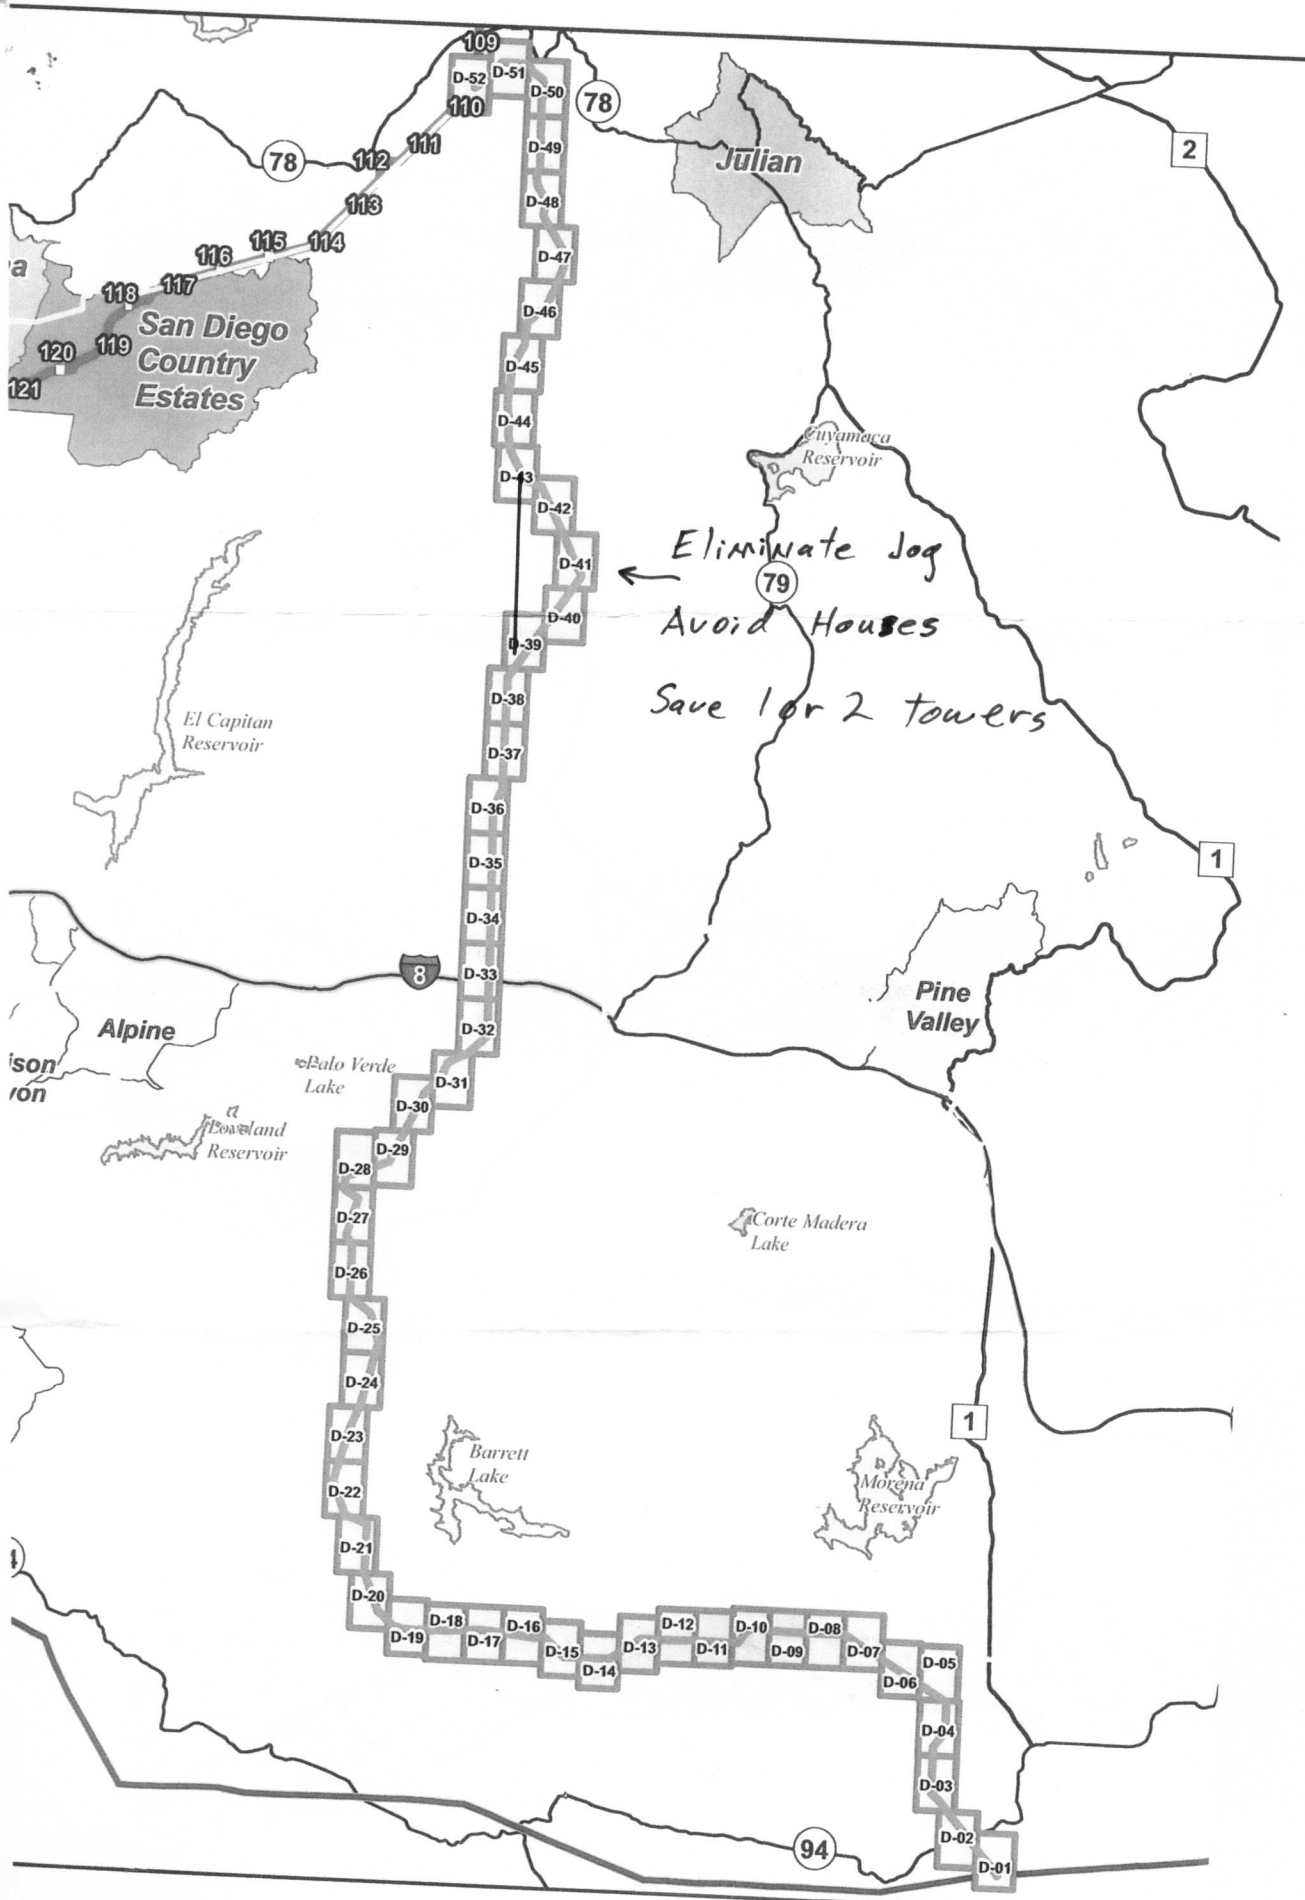 109
D-52
D-51
D-50
78
110
111
D-49
Julian
2
78
112
D-48
113
115
114
116
D-47
117
118
D-46
San Diego
Country
Estates
119
120
121
D-45
D-44
Cuyamaca
Reservoir
D-43
D-42
Eliminate Jog
D-41
79
D-40
Avoid Houses
D-39
D-38
Save 1 or 2 towers
El Capitan
Reservoir
D-37
D-36
D-35
1
D-34
8
D-33
Pine
Valley
Alpine
D-32
ison
yon
Palo Verde
Lake
D-31
D-30
Loveland
Reservoir
D-29
D-28
D-27
Corte Madera
Lake
D-26
D-25
D-24
1
D-23
Barrett
Lake
D-22
Morena
Reservoir
D-21
D-20
D-19
D-18
D-17
D-16
D-15
D-14
D-13
D-12
D-11
D-10
D-09
D-08
D-07
D-06
D-05
D-04
D-03
D-02
94
D-01